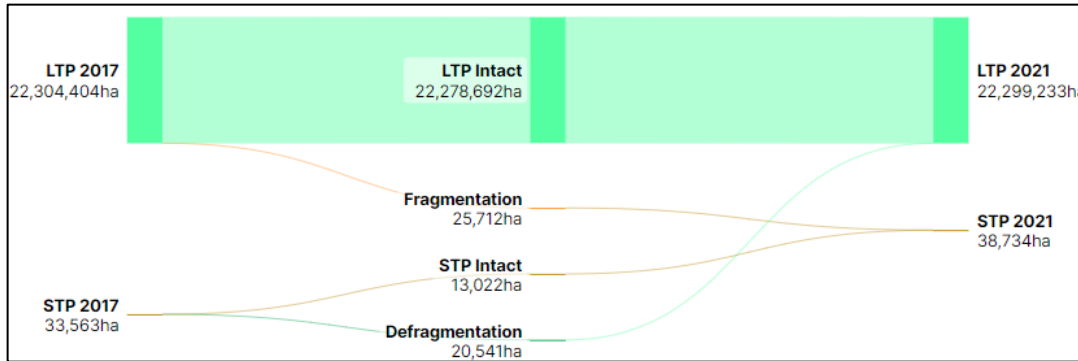 LTP 2017
22,304,404ha
LTP Intact
22,278,692ha
LTP 2021
22,299,233ha
Fragmentation
25,712ha
STP 2021
38,734ha
STP Intact
13,022ha
STP 2017
33,563ha
Defragmentation
20,541ha